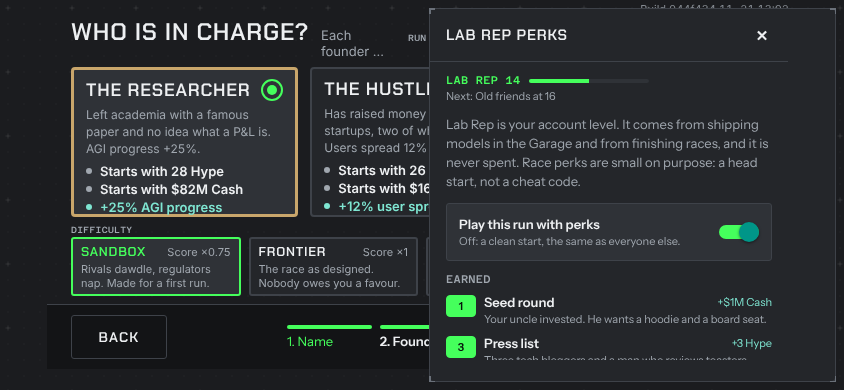 WHO IS IN CHARGE?
Each
founder ...
RUN
THE RESEARCHER
Left academia with a famous
paper and no idea what a P&L is.
AGI progress +25%.
Starts with 28 Hype
Starts with $82M Cash
+25% AGI progress
THE HUSTL
Has raised money
startups, two of wh
Users spread 12%
Starts with 26
Starts with $16
+12% user spr
DIFFICULTY
SANDBOX Score ×0.75
Rivals dawdle, regulators
nap. Made for a first run.
FRONTIER Score ×1
The race as designed.
Nobody owes you a favour.
BACK
1. Name
2. Found
LAB REP PERKS
×
LAB REP 14
Next: Old friends at 16
Lab Rep is your account level. It comes from shipping
models in the Garage and from finishing races, and it is
never spent. Race perks are small on purpose: a head
start, not a cheat code.
Play this run with perks
Off: a clean start, the same as everyone else.
EARNED
1 Seed round +$1M Cash
Your uncle invested. He wants a hoodie and a board seat.
3 Press list +3 Hype
Three tech bloggers and a man who reviews toasters.